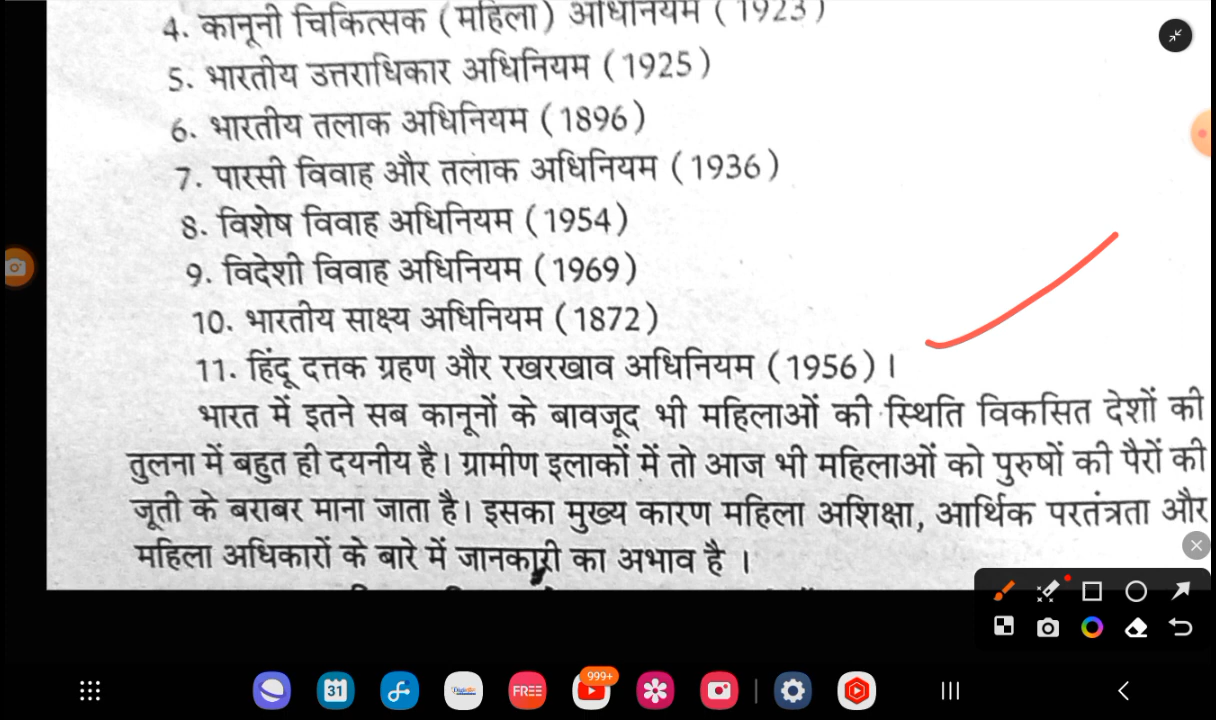 4. कानूनी चिकित्सक (महिला) अधिनियम (1923)
5. भारतीय उत्तराधिकार अधिनियम (1925)
6. भारतीय तलाक अधिनियम (1896)
7. पारसी विवाह और तलाक अधिनियम (1936)
8. विशेष विवाह अधिनियम (1954)
9. विदेशी विवाह अधिनियम (1969)
10. भारतीय साक्ष्य अधिनियम (1872)
11. हिंदू दत्तक ग्रहण और रखरखाव अधिनियम (1956)।
भारत में इतने सब कानूनों के बावजूद भी महिलाओं की स्थिति विकसित देशों की
तुलना में बहुत ही दयनीय है। ग्रामीण इलाकों में तो आज भी महिलाओं को पुरुषों की पैरों की
जूती के बराबर माना जाता है। इसका मुख्य कारण महिला अशिक्षा, आर्थिक परतंत्रता और
महिला अधिकारों के बारे में जानकारी का अभाव है ।
31
FREE
999+